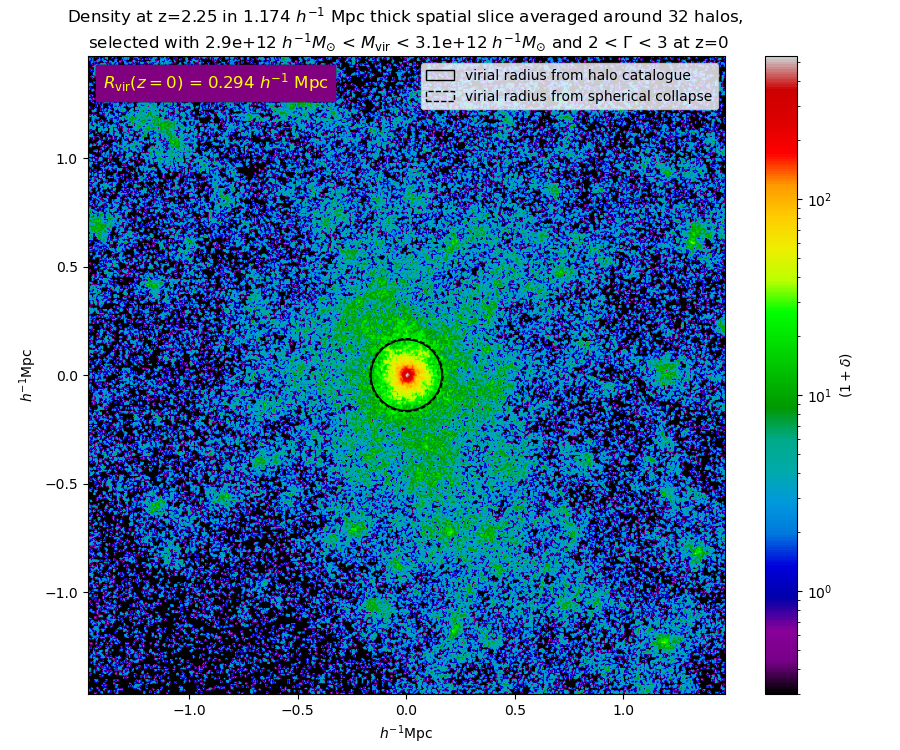 Density at z=2.25 in 1.174 h⁻¹ Mpc thick spatial slice averaged around 32 halos,
selected with 2.9e+12 h⁻¹M⊙ < Mvir < 3.1e+12 h⁻¹M⊙ and 2 < Γ < 3 at z=0
Rvir(z = 0) = 0.294 h⁻¹ Mpc
virial radius from halo catalogue
virial radius from spherical collapse
1.0
0.5
0.0
−0.5
−1.0
h⁻¹Mpc
−1.0
−0.5
0.0
0.5
1.0
h⁻¹Mpc
10²
10¹
10⁰
(1 + δ)